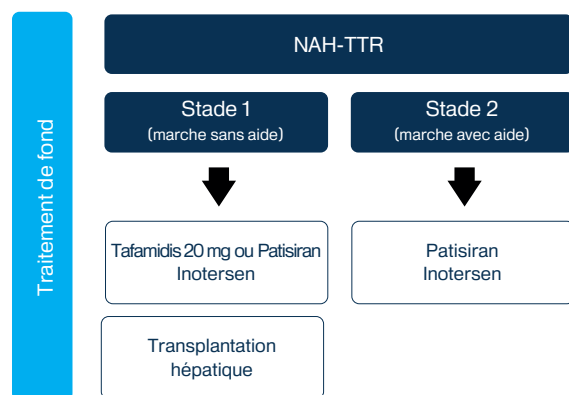 Traitement de fond
NAH-TTR
Stade 1
(marche sans aide)
Stade 2
(marche avec aide)
Tafamidis 20 mg ou Patisiran
Inotersen
Patisiran
Inotersen
Transplantation
hépatique